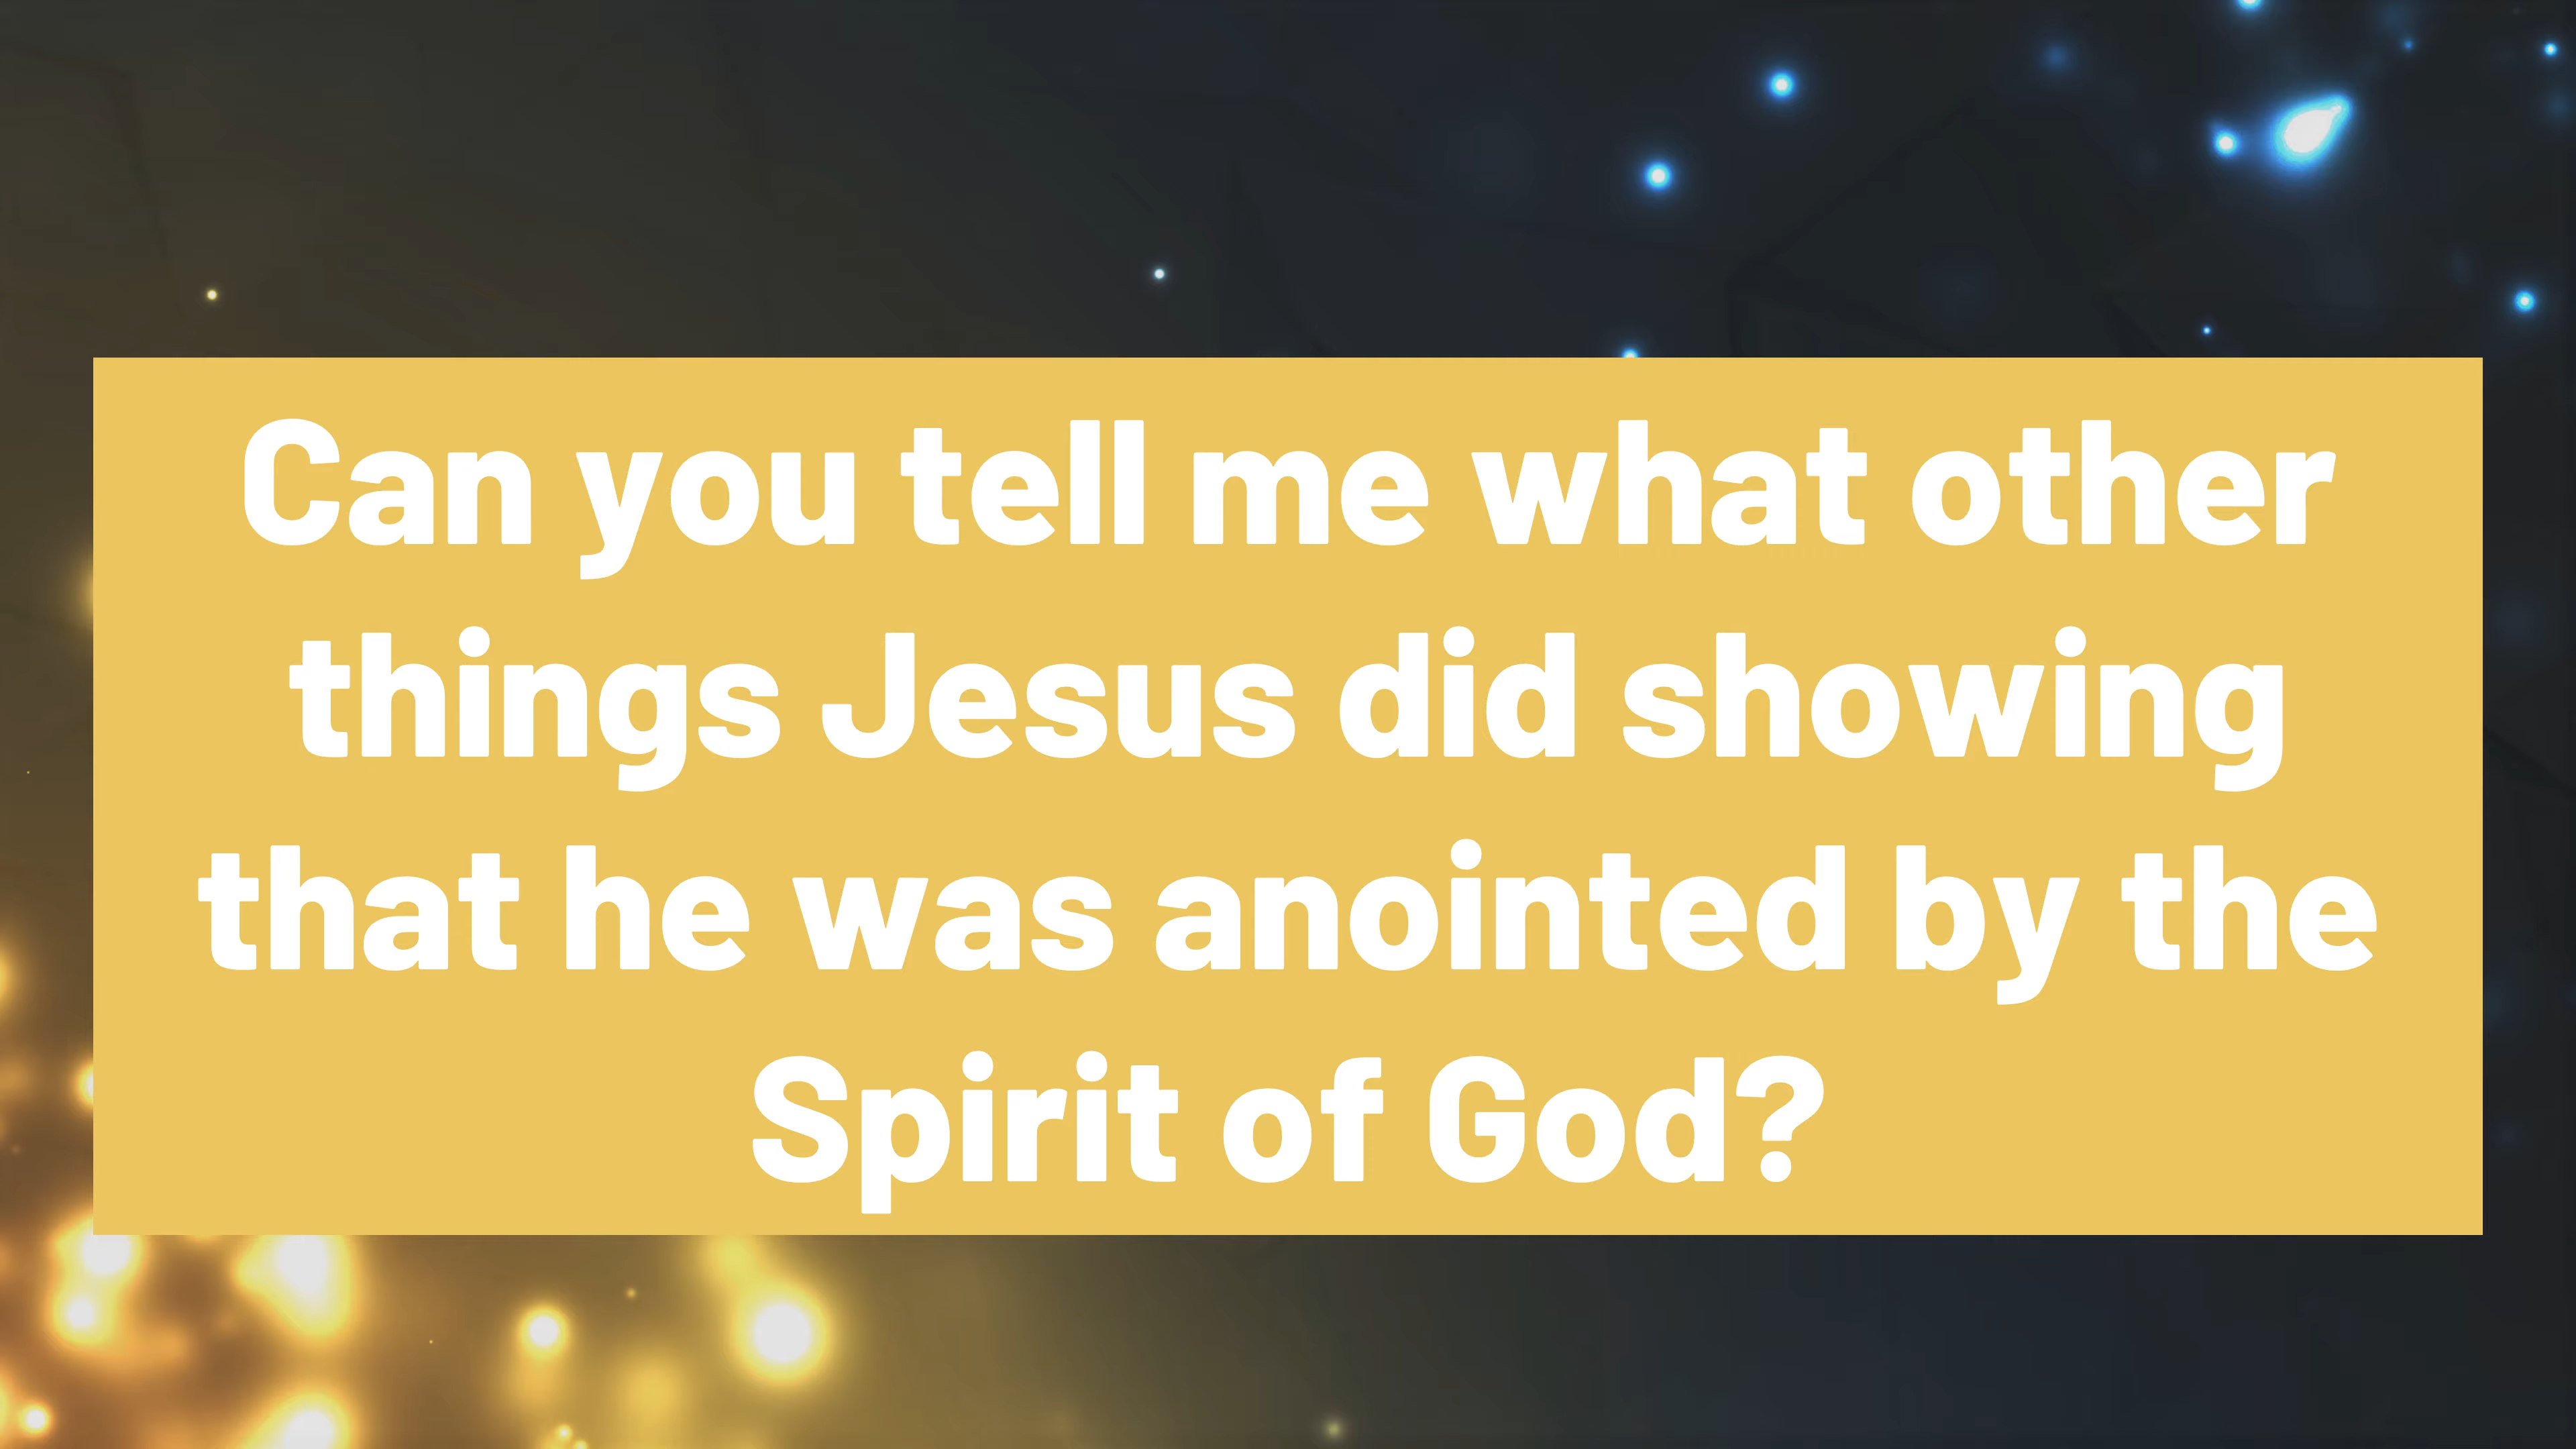 Can you tell me what other
things Jesus did showing
that he was anointed by the
Spirit of God?